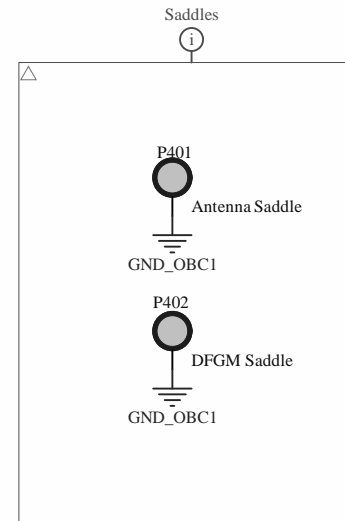 Saddles
i
P401
Antenna Saddle
GND_OBC1
P402
DFGM Saddle
GND_OBC1